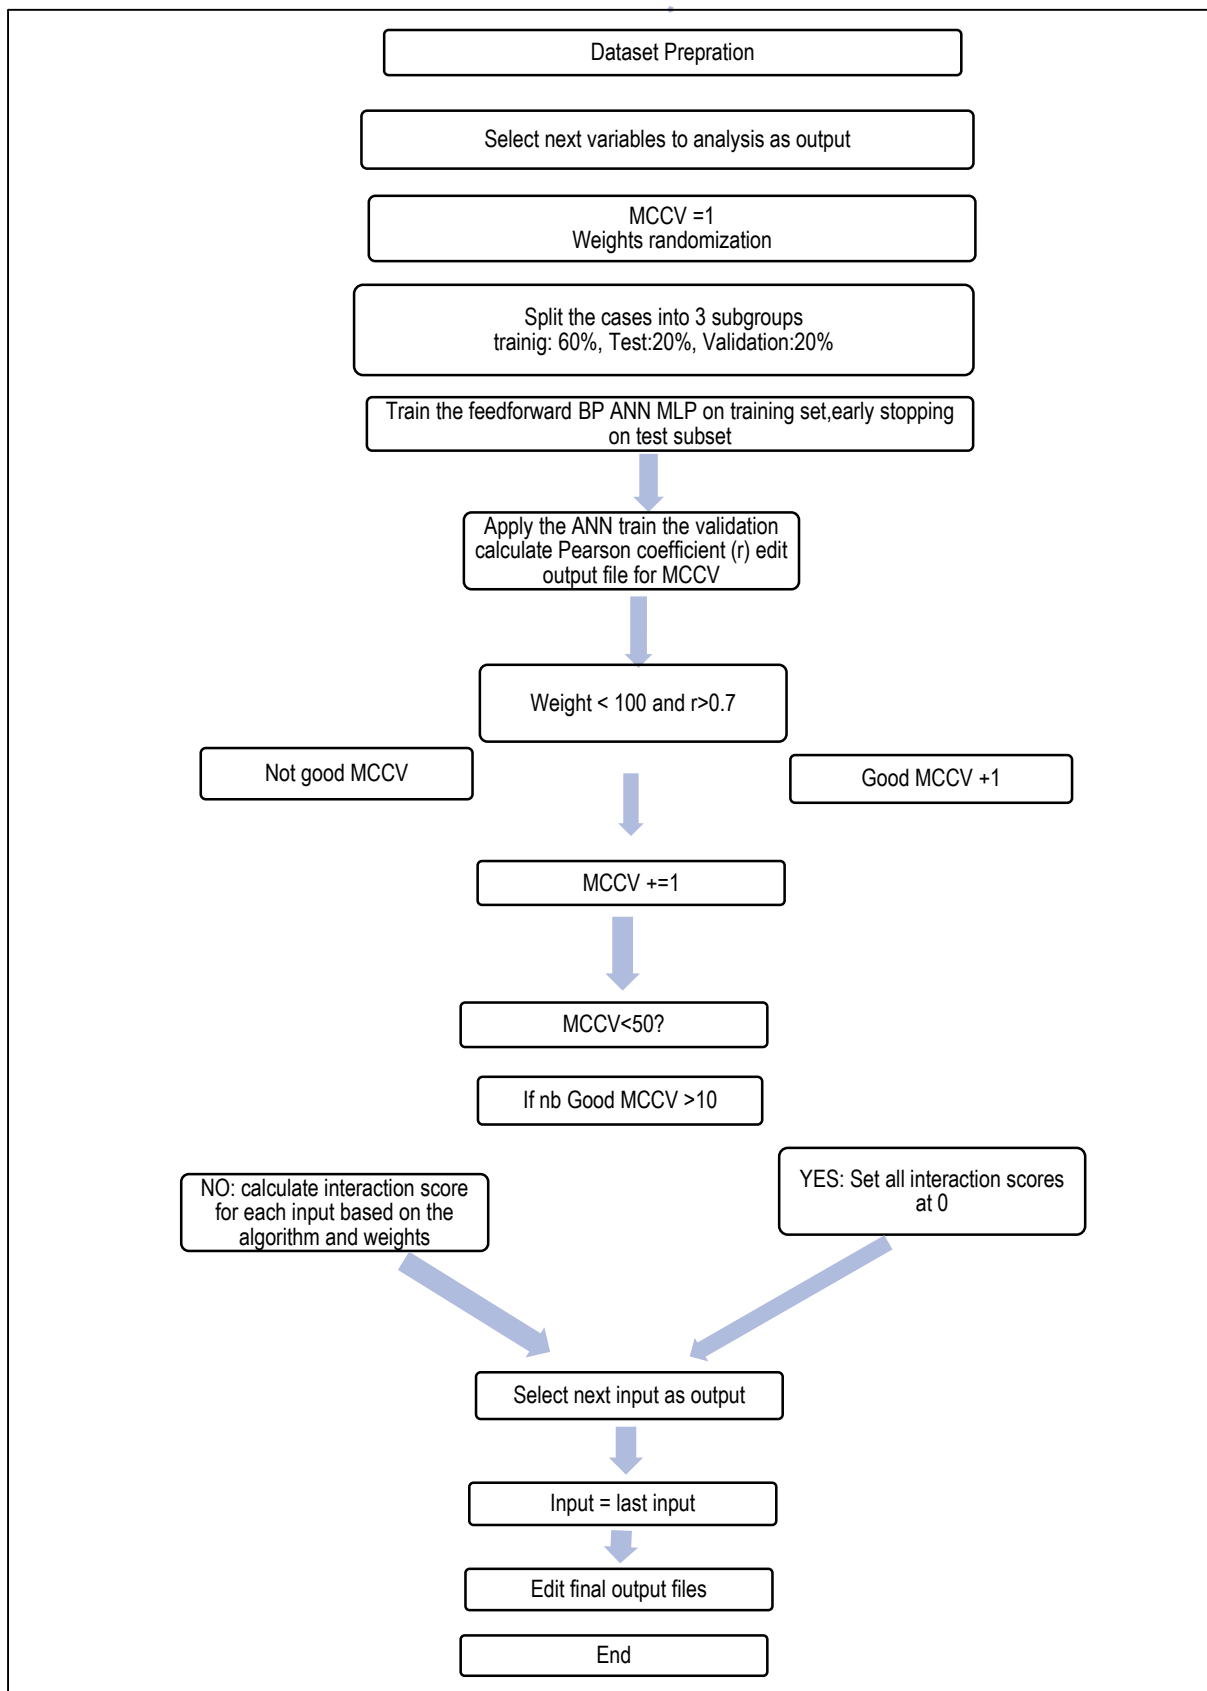 Dataset Prepration
Select next variables to analysis as output
MCCV =1
Weights randomization
Split the cases into 3 subgroups
trainig: 60%, Test:20%, Validation:20%
Train the feedforward BP ANN MLP on training set,early stopping
on test subset
Apply the ANN train the validation
calculate Pearson coefficient (r) edit
output file for MCCV
Weight < 100 and r>0.7
Not good MCCV
Good MCCV +1
MCCV +=1
MCCV<50?
If nb Good MCCV >10
NO: calculate interaction score
for each input based on the
algorithm and weights
YES: Set all interaction scores
at 0
Select next input as output
Input = last input
Edit final output files
End